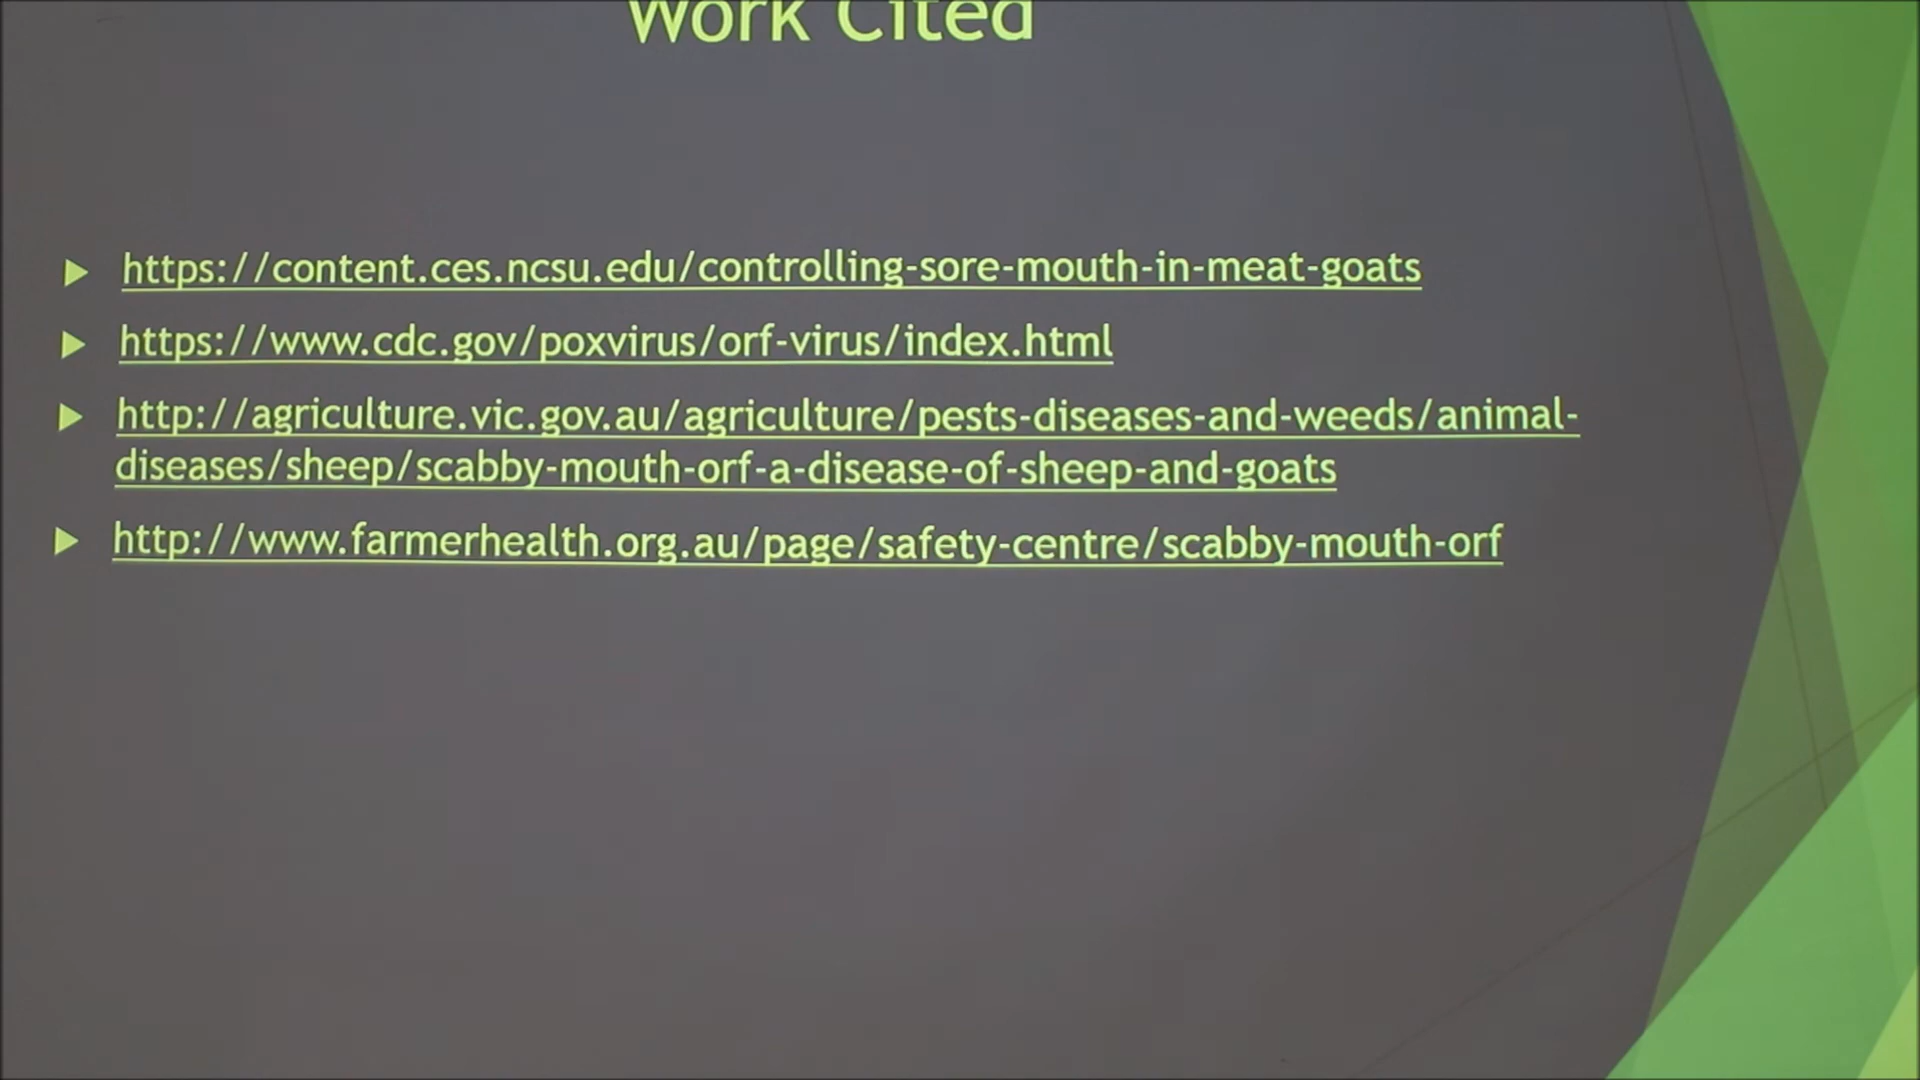 Work Cited
https://content.ces.ncsu.edu/controlling-sore-mouth-in-meat-goats
https://www.cdc.gov/poxvirus/orf-virus/index.html
http://agriculture.vic.gov.au/agriculture/pests-diseases-and-weeds/animal-
diseases/sheep/scabby-mouth-orf-a-disease-of-sheep-and-goats
http://www.farmerhealth.org.au/page/safety-centre/scabby-mouth-orf